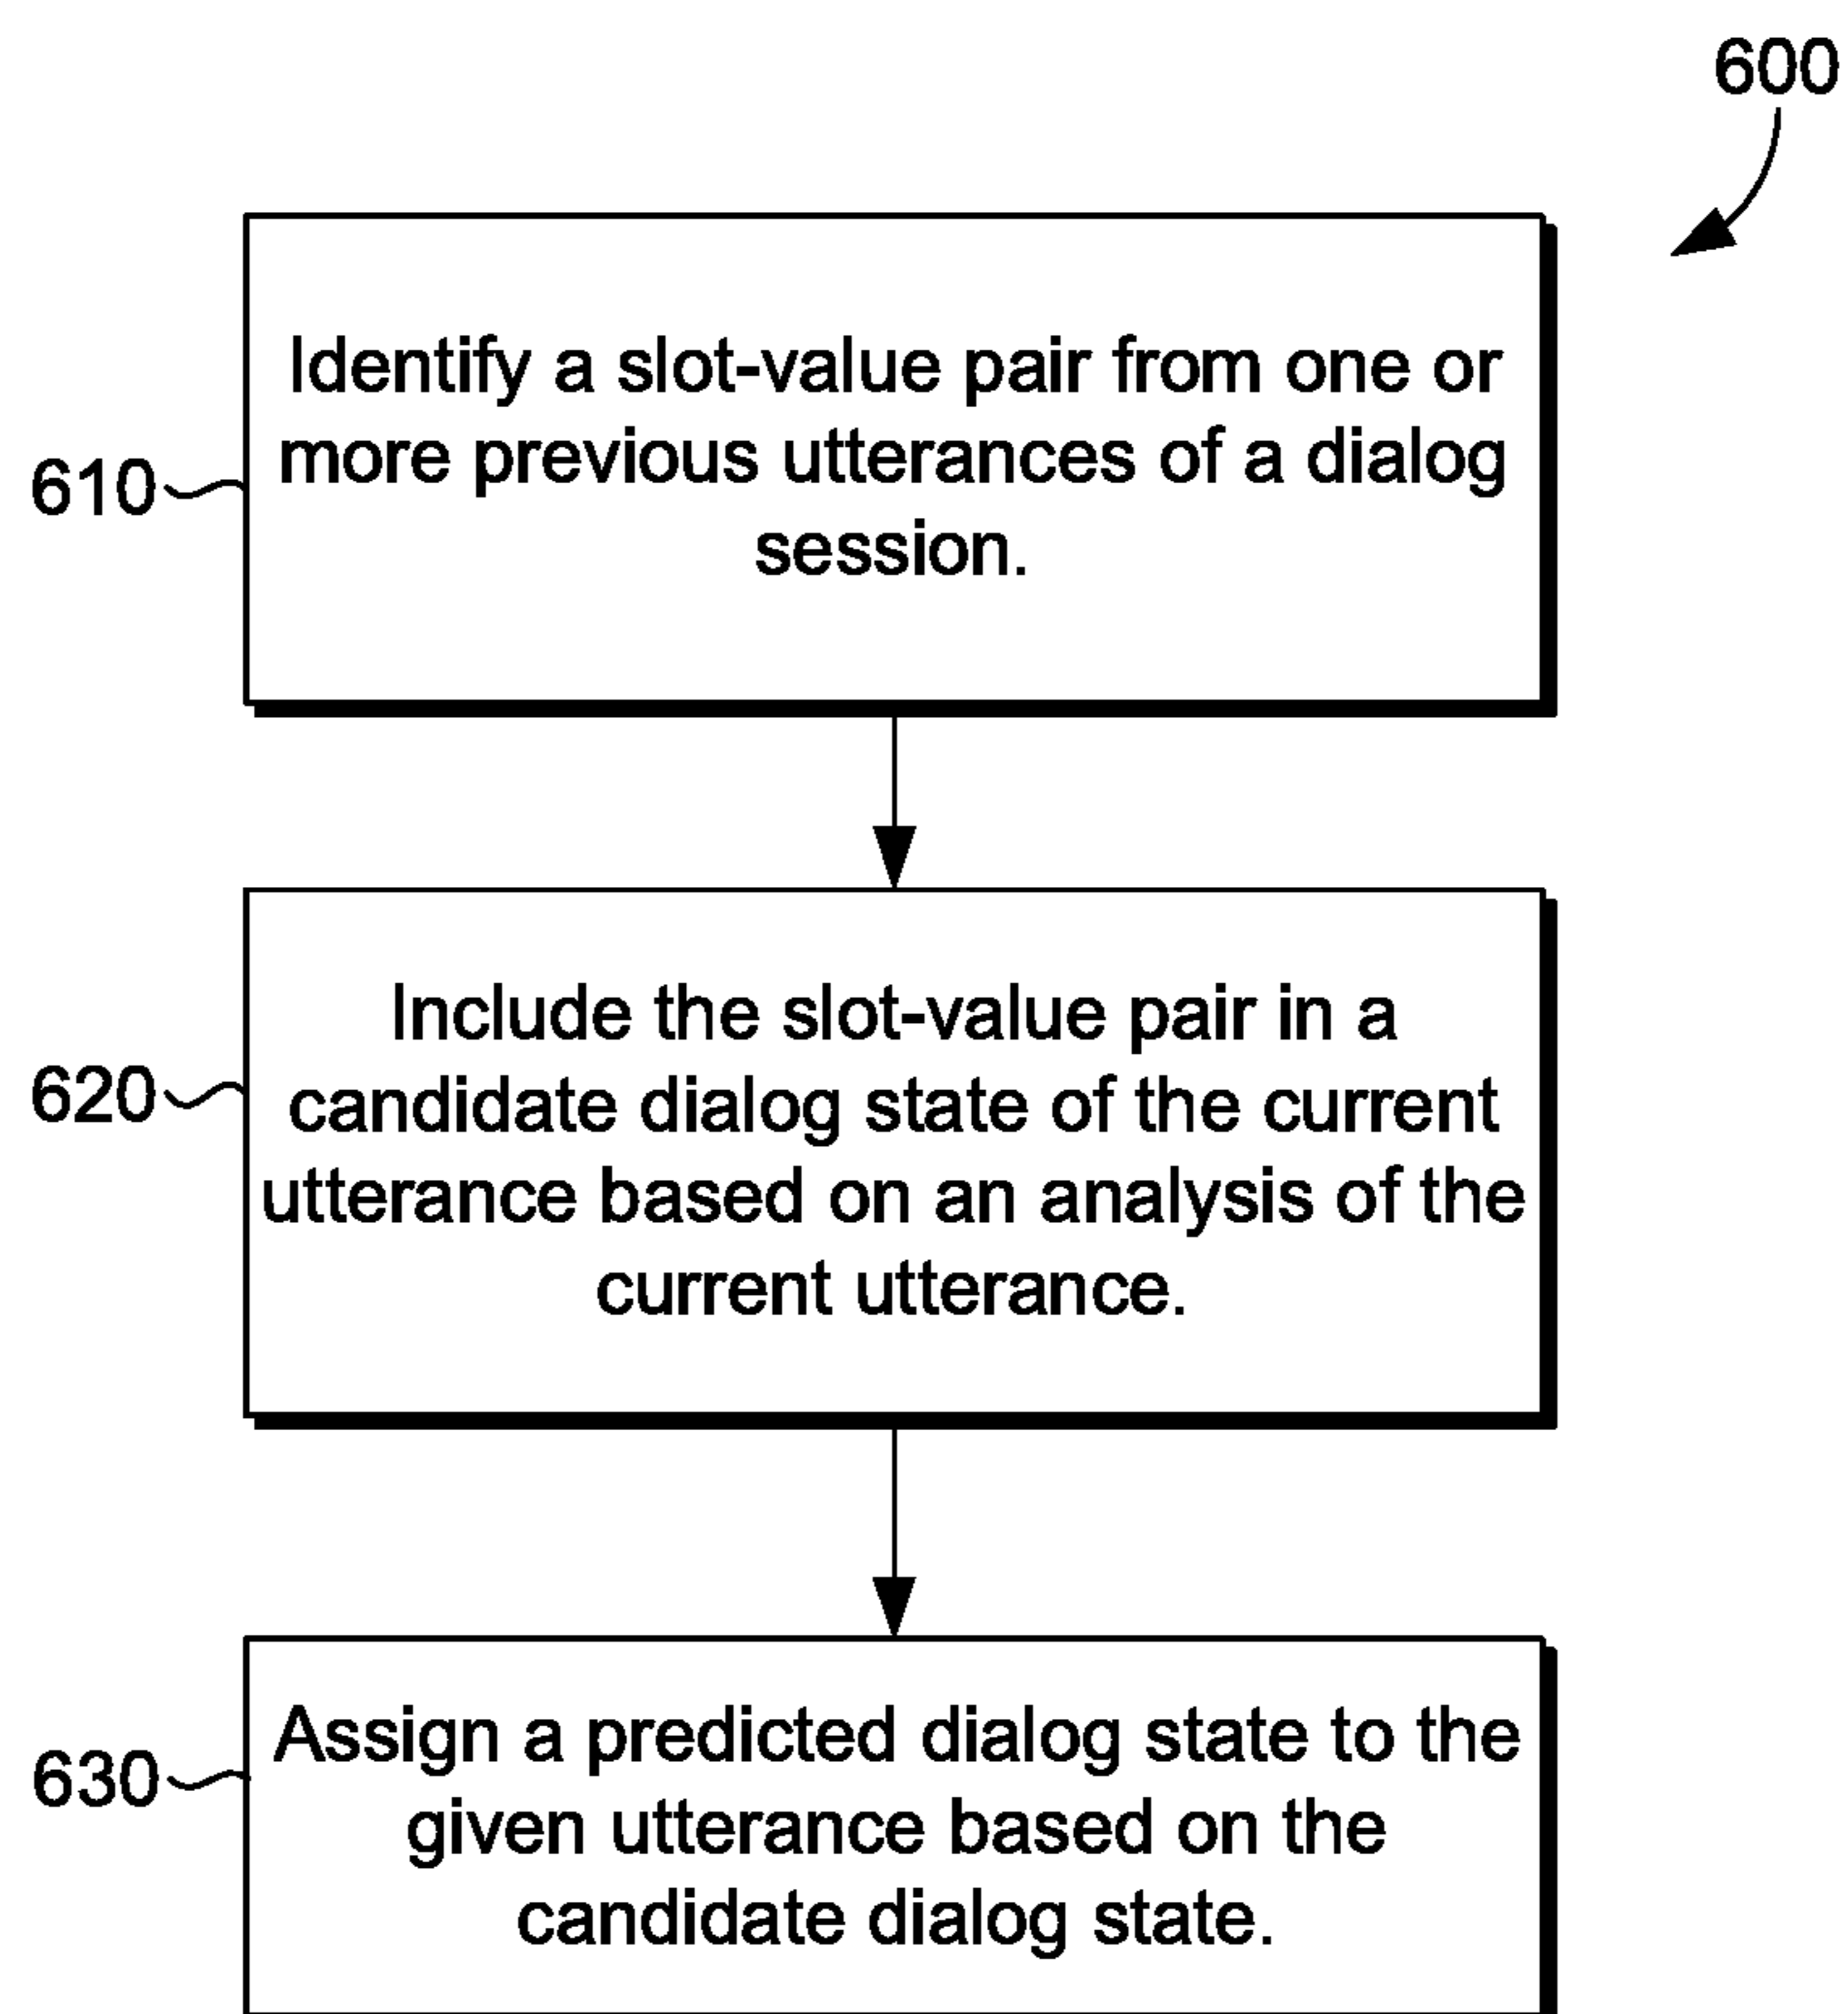 600
Identify a slot-value pair from one or
more previous utterances of a dialog
session.
610
Include the slot-value pair in a
candidate dialog state of the current
utterance based on an analysis of the
current utterance.
620
Assign a predicted dialog state to the
given utterance based on the
candidate dialog state.
630